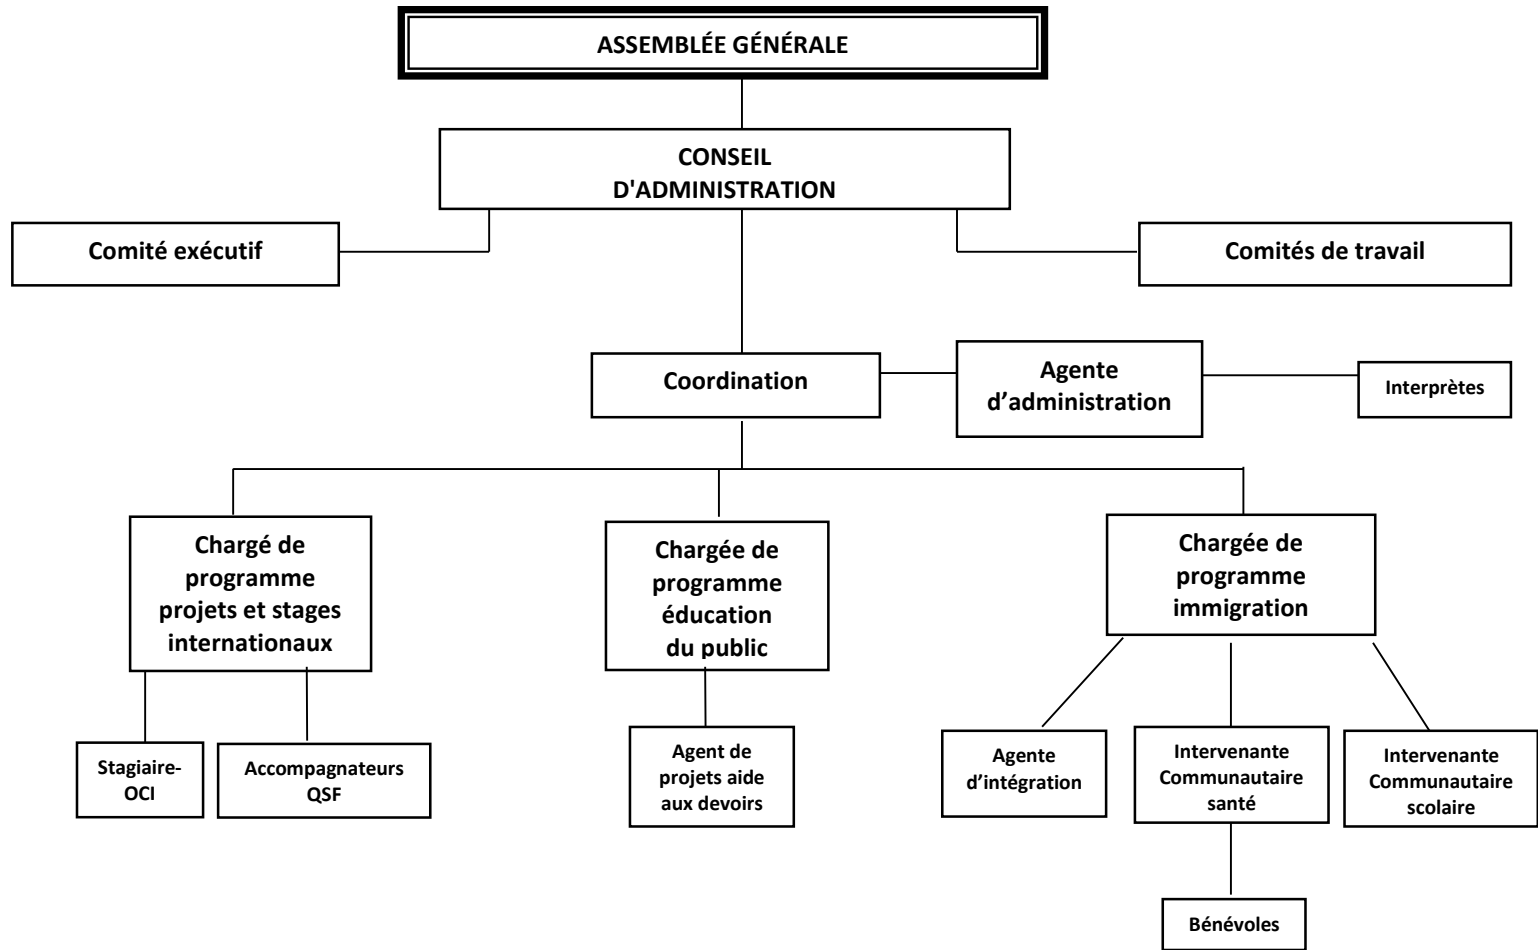 ASSEMBLÉE GÉNÉRALE
CONSEIL
D'ADMINISTRATION
Comité exécutif
Comités de travail
Coordination
Agente
d’administration
Interprètes
Chargé de
programme
projets et stages
internationaux
Chargée de
programme
éducation
du public
Chargée de
programme
immigration
Stagiaire-
OCI
Accompagnateurs
QSF
Agent de
projets aide
aux devoirs
Agente
d’intégration
Intervenante
Communautaire
santé
Intervenante
Communautaire
scolaire
Bénévoles